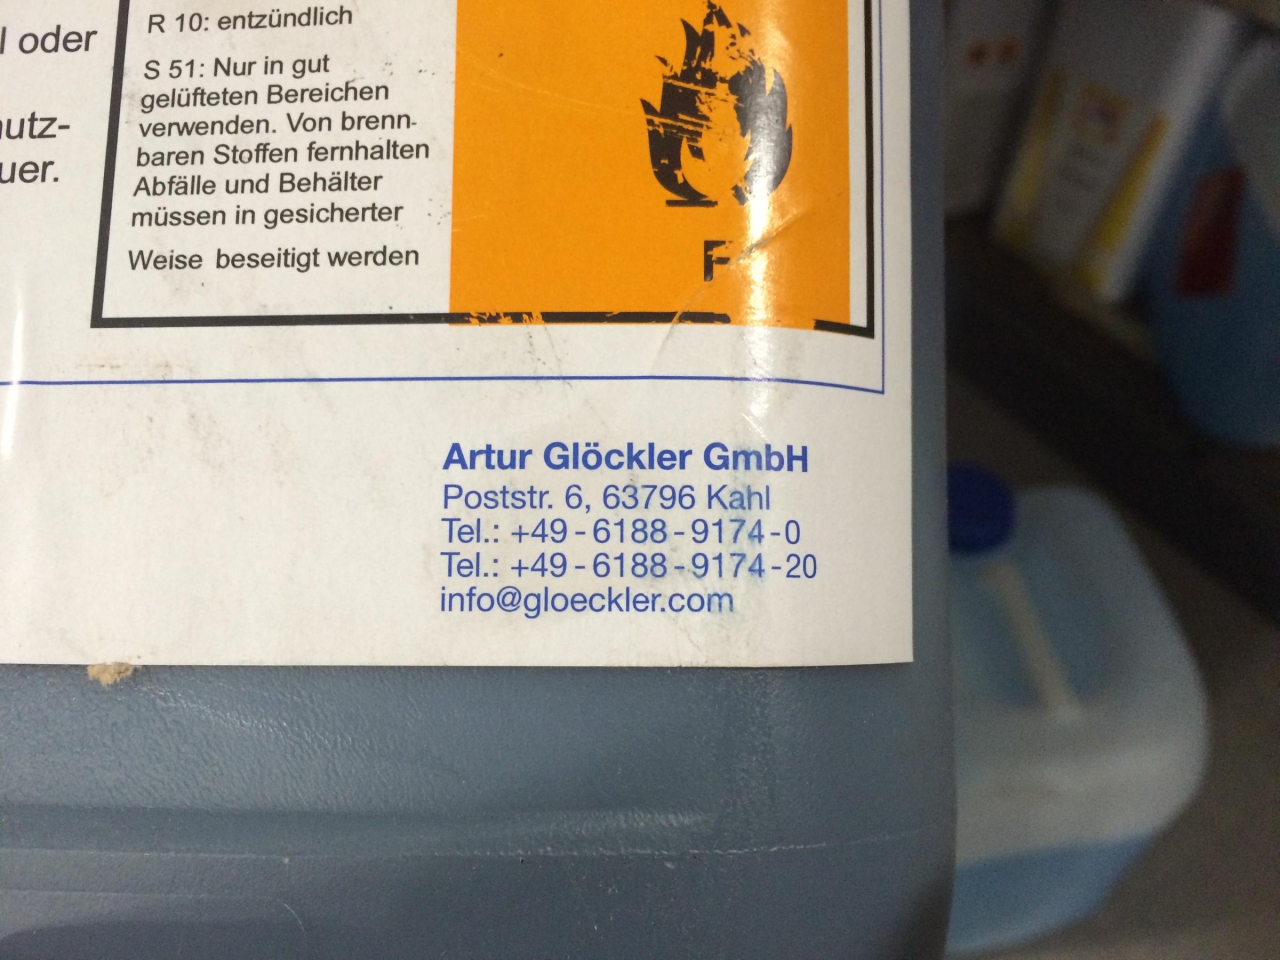 l oder
utz-
uer.
R 10: entzündlich
S 51: Nur in gut
gelüfteten Bereichen
verwenden. Von brenn-
baren Stoffen fernhalten
Abfälle und Behälter
müssen in gesicherter
Weise beseitigt werden
F
Artur Glöckler GmbH
Poststr. 6, 63796 Kahl
Tel.: +49 - 6188 - 9174 - 0
Tel.: +49 - 6188 - 9174 - 20
info@gloeckler.com